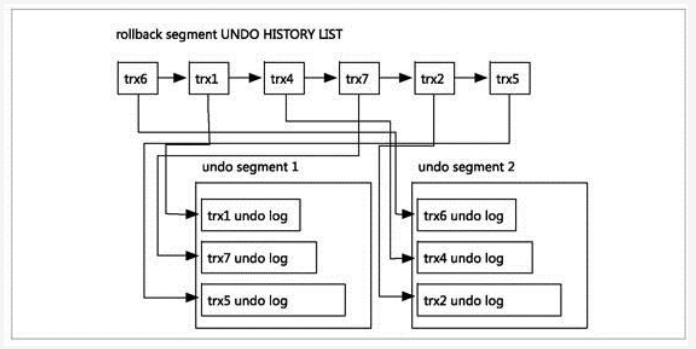 rollback segment UNDO HISTORY LIST
trx6 trx1 trx4 trx7 trx2 trx5
undo segment 1
trx1 undo log
trx7 undo log
trx5 undo log
undo segment 2
trx6 undo log
trx4 undo log
trx2 undo log